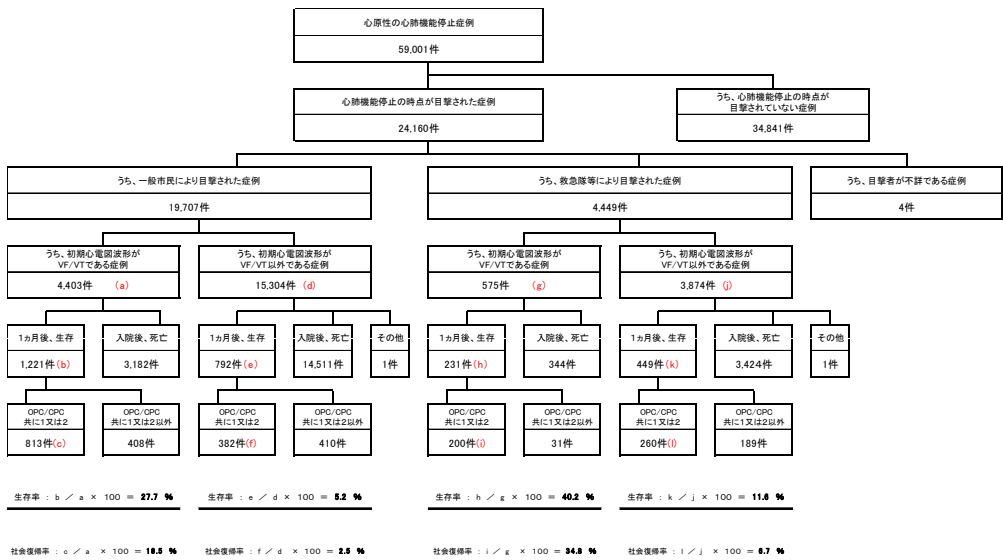 心原性の心肺機能停止症例
59,001件
心肺機能停止の時点が目撃された症例
24,160件
うち、心肺機能停止の時点が
目撃されていない症例
34,841件
うち、一般市民により目撃された症例
19,707件
うち、救急隊等により目撃された症例
4,449件
うち、目撃者が不詳である症例
4件
うち、初期心電図波形が
VF/VTである症例
4,403件 (a)
うち、初期心電図波形が
VF/VT以外である症例
15,304件 (d)
うち、初期心電図波形が
VF/VTである症例
575件 (g)
うち、初期心電図波形が
VF/VT以外である症例
3,874件 (j)
1ヵ月後、生存
1,221件(b)
入院後、死亡
3,182件
1ヵ月後、生存
792件(e)
入院後、死亡
14,511件
その他
1件
1ヵ月後、生存
231件(h)
入院後、死亡
344件
1ヵ月後、生存
449件(k)
入院後、死亡
3,424件
その他
1件
OPC/CPC
共に1又は2
813件(c)
OPC/CPC
共に1又は2以外
408件
OPC/CPC
共に1又は2
382件(f)
OPC/CPC
共に1又は2以外
410件
OPC/CPC
共に1又は2
200件(i)
OPC/CPC
共に1又は2以外
31件
OPC/CPC
共に1又は2
260件(l)
OPC/CPC
共に1又は2以外
189件
生存率 : b / a × 100 = 27.7 %
生存率 : e / d × 100 = 5.2 %
生存率 : h / g × 100 = 40.2 %
生存率 : k / j × 100 = 11.6 %
社会復帰率 : c / a × 100 = 18.5 %
社会復帰率 : f / d × 100 = 2.5 %
社会復帰率 : i / g × 100 = 34.8 %
社会復帰率 : l / j × 100 = 6.7 %